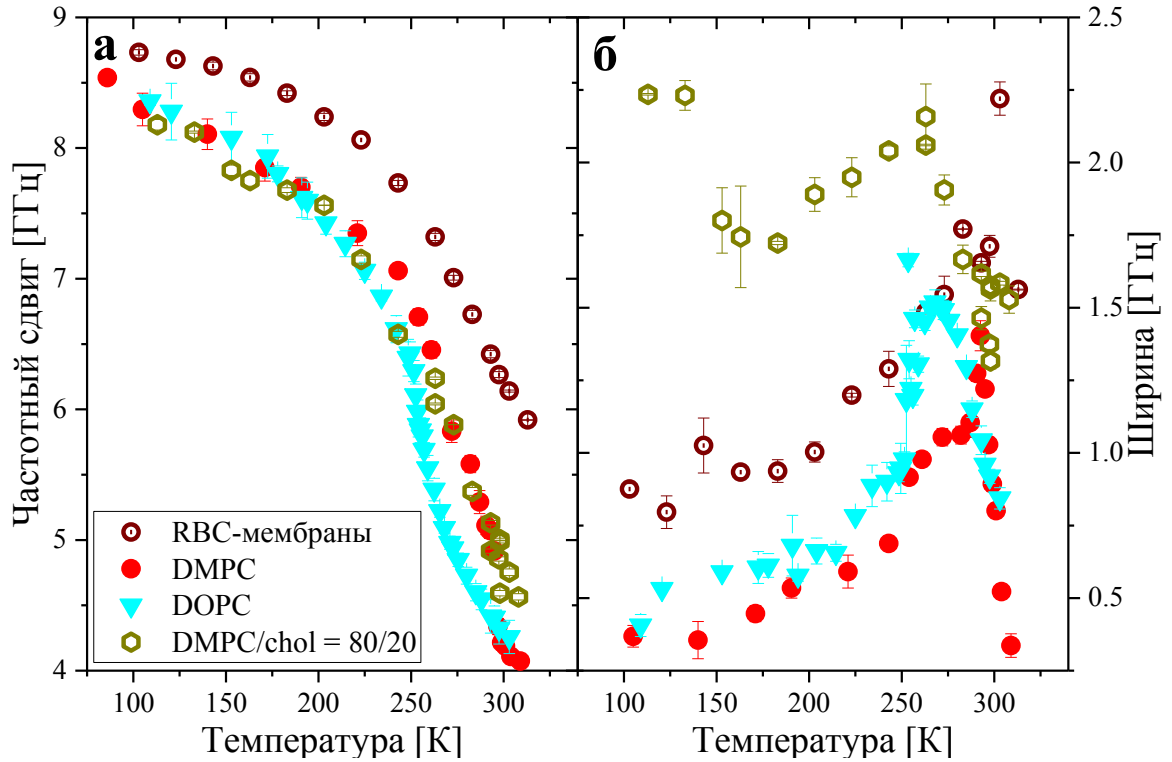 а
Частотный сдвиг [ГГц]
9
8
7
6
5
4
RBC-мембраны
DMPC
DOPC
DMPC/chol = 80/20
100 150 200 250 300
Температура [К]
б
Ширина [ГГц]
2.5
2.0
1.5
1.0
0.5
100 150 200 250 300
Температура [К]